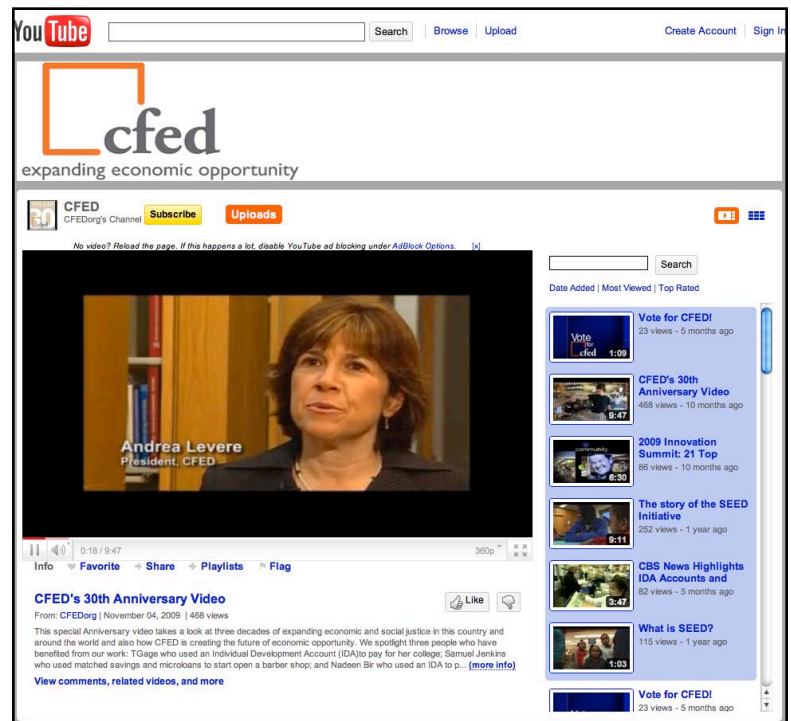 You Tube Search Browse Upload Create Account Sign In
cfed
expanding economic opportunity
CFED
CFEDorg's Channel
Subscribe
Uploads
No video? Reload the page. If this happens a lot, disable YouTube ad blocking under AdBlock Options. [x]
Andrea Levere
President, CFED
0:18 / 9:47 360p
Info Favorite Share Playlists Flag
CFED's 30th Anniversary Video
Like
From: CFEDorg | November 04, 2009 | 468 views
This special Anniversary video takes a look at three decades of expanding economic and social justice in this country and
around the world and also how CFED is creating the future of economic opportunity. We spotlight three people who have
benefited from our work: TGage who used an Individual Development Account (IDA)to pay for her college; Samuel Jenkins
who used matched savings and microloans to start open a barber shop; and Nadeen Bir who used an IDA to p... (more info)
View comments, related videos, and more
Search
Date Added | Most Viewed | Top Rated
Vote for cfed 1:09
Vote for CFED!
23 views - 5 months ago
9:47
CFED's 30th
Anniversary Video
468 views - 10 months ago
community 6:30
2009 Innovation
Summit: 21 Top
86 views - 10 months ago
9:11
The story of the SEED
Initiative
252 views - 1 year ago
3:47
CBS News Highlights
IDA Accounts and
82 views - 5 months ago
1:03
What is SEED?
115 views - 1 year ago
Vote for CFED!
23 views - 5 months ago